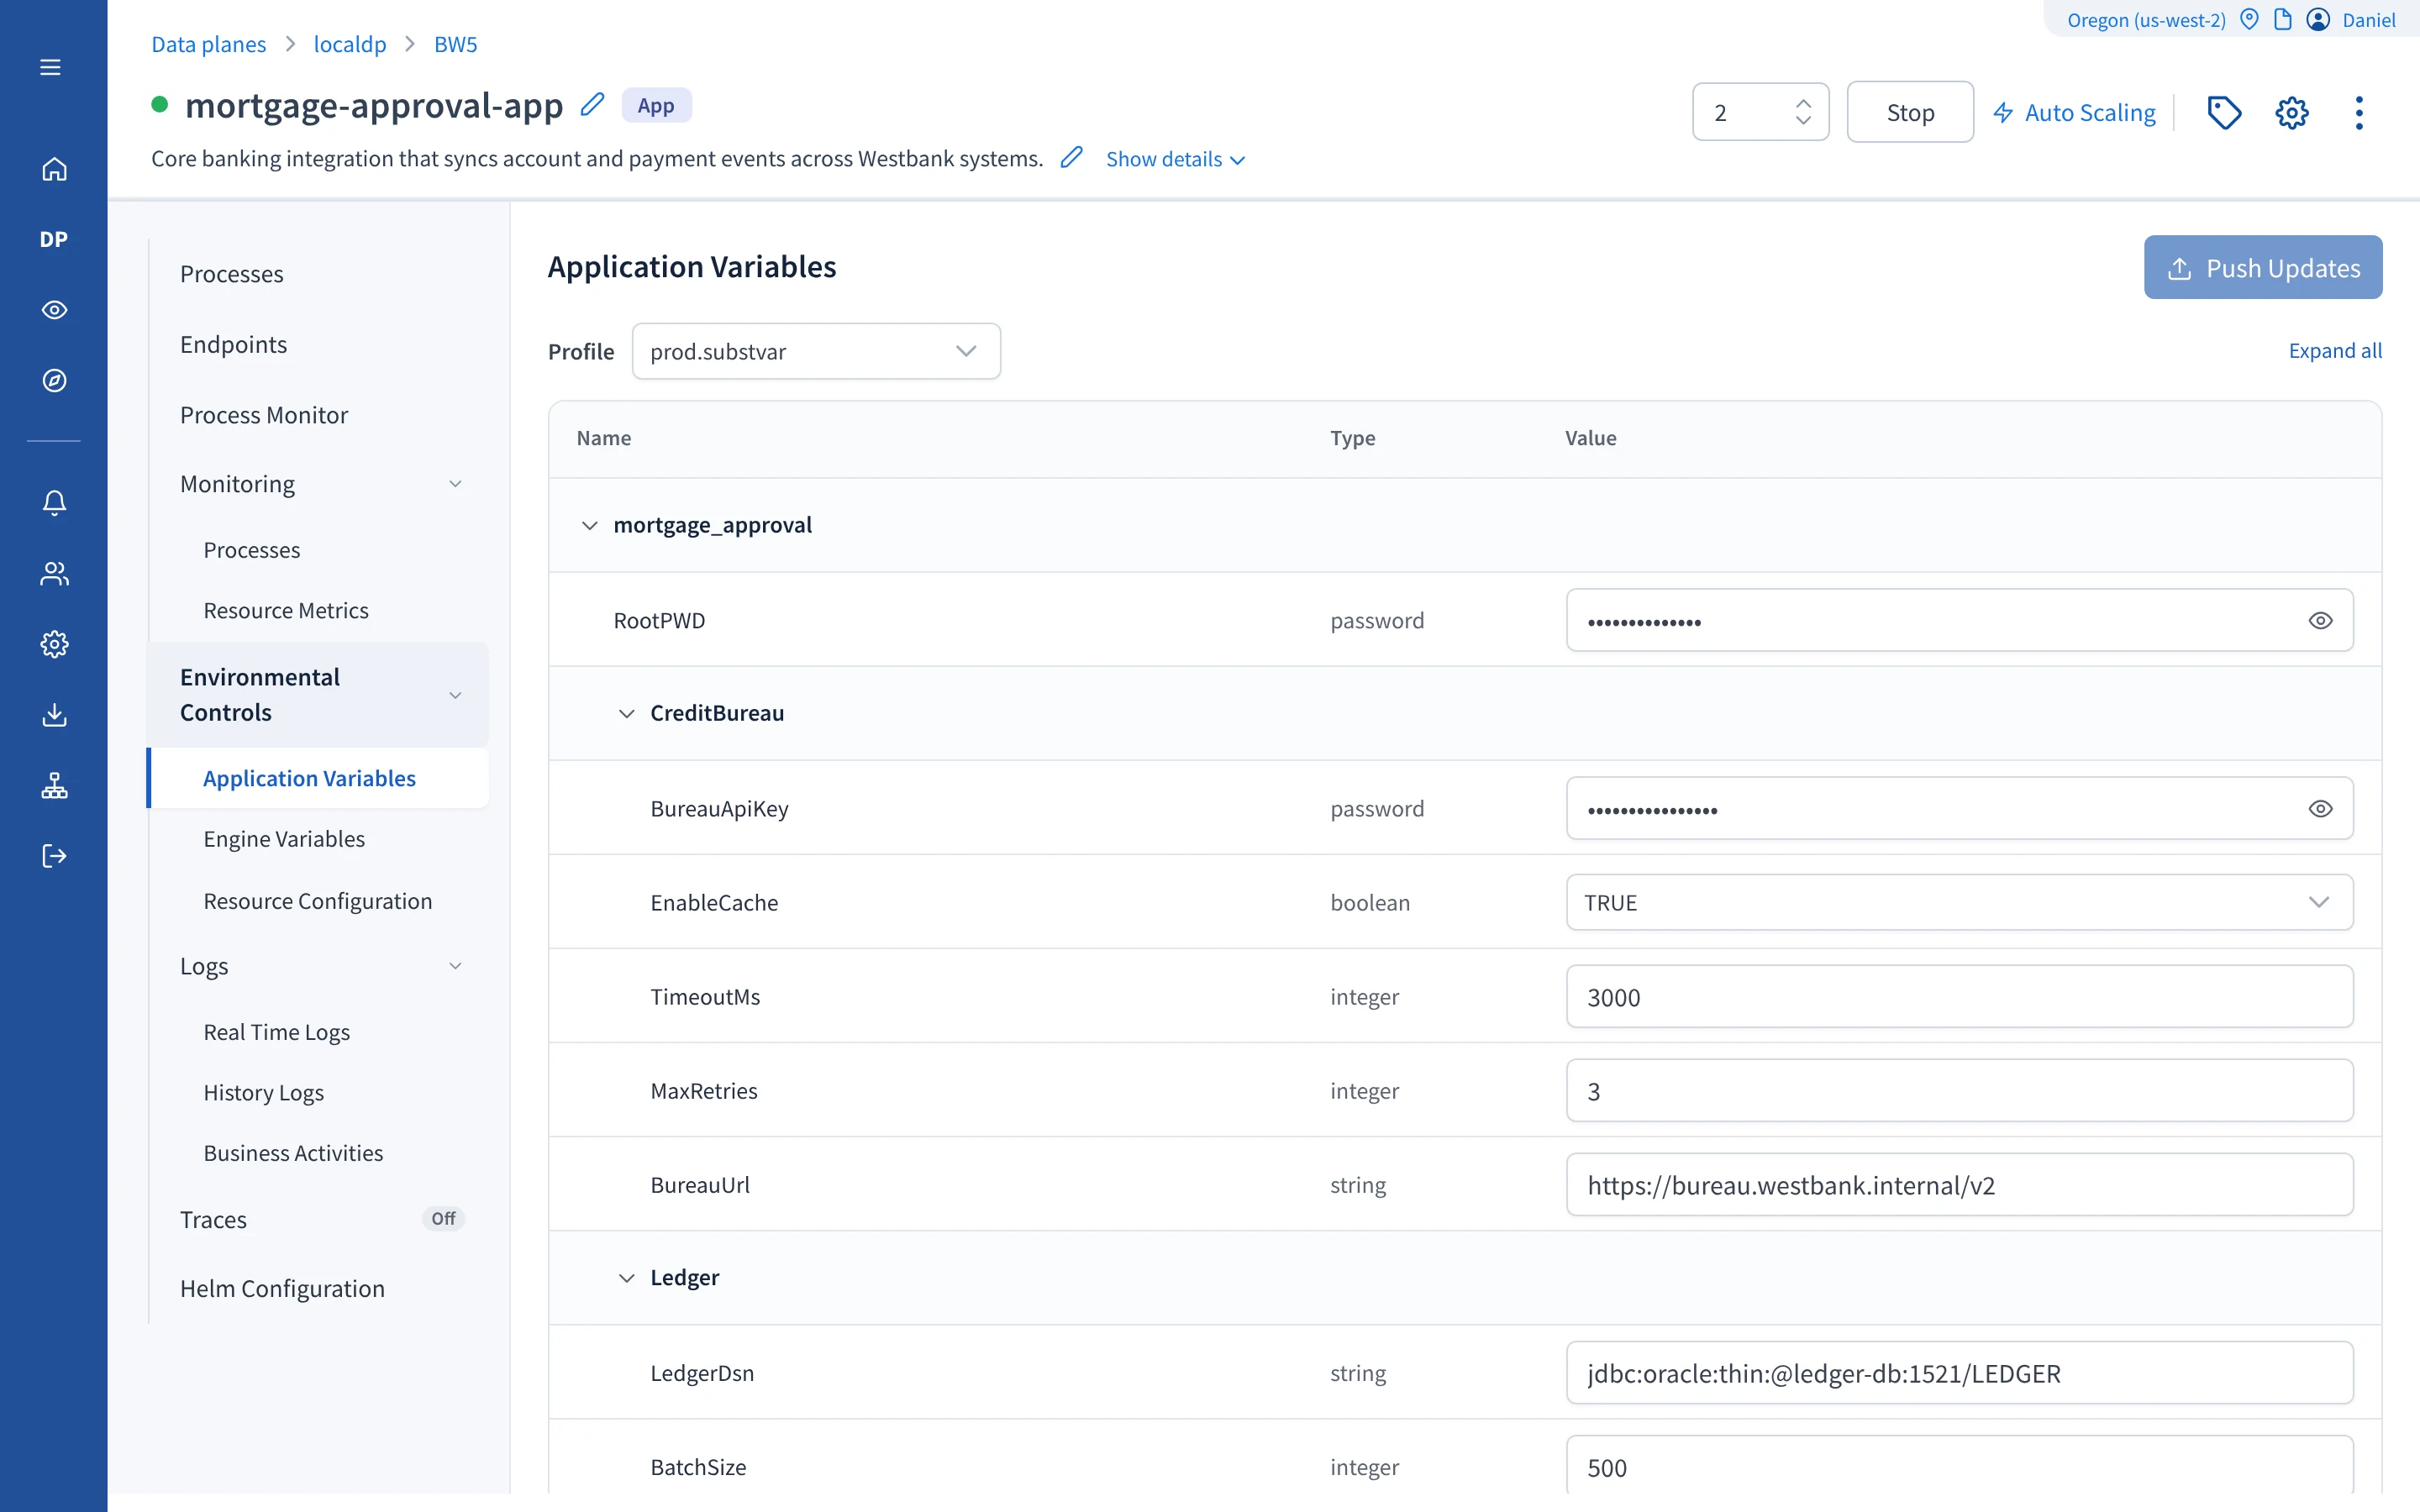 Oregon (us-west-2) Daniel
Data planes > localdp > BW5
mortgage-approval-app App
2 Stop Auto Scaling
Core banking integration that syncs account and payment events across Westbank systems. Show details
DP
Processes
Endpoints
Process Monitor
Monitoring
Processes
Resource Metrics
Environmental
Controls
Application Variables
Engine Variables
Resource Configuration
Logs
Real Time Logs
History Logs
Business Activities
Traces Off
Helm Configuration
Application Variables
Push Updates
Profile prod.substvar
Expand all
Name Type Value
mortgage_approval
RootPWD password ••••••••••••••
CreditBureau
BureauApiKey password ••••••••••••••••
EnableCache boolean TRUE
TimeoutMs integer 3000
MaxRetries integer 3
BureauUrl string https://bureau.westbank.internal/v2
Ledger
LedgerDsn string jdbc:oracle:thin:@ledger-db:1521/LEDGER
BatchSize integer 500